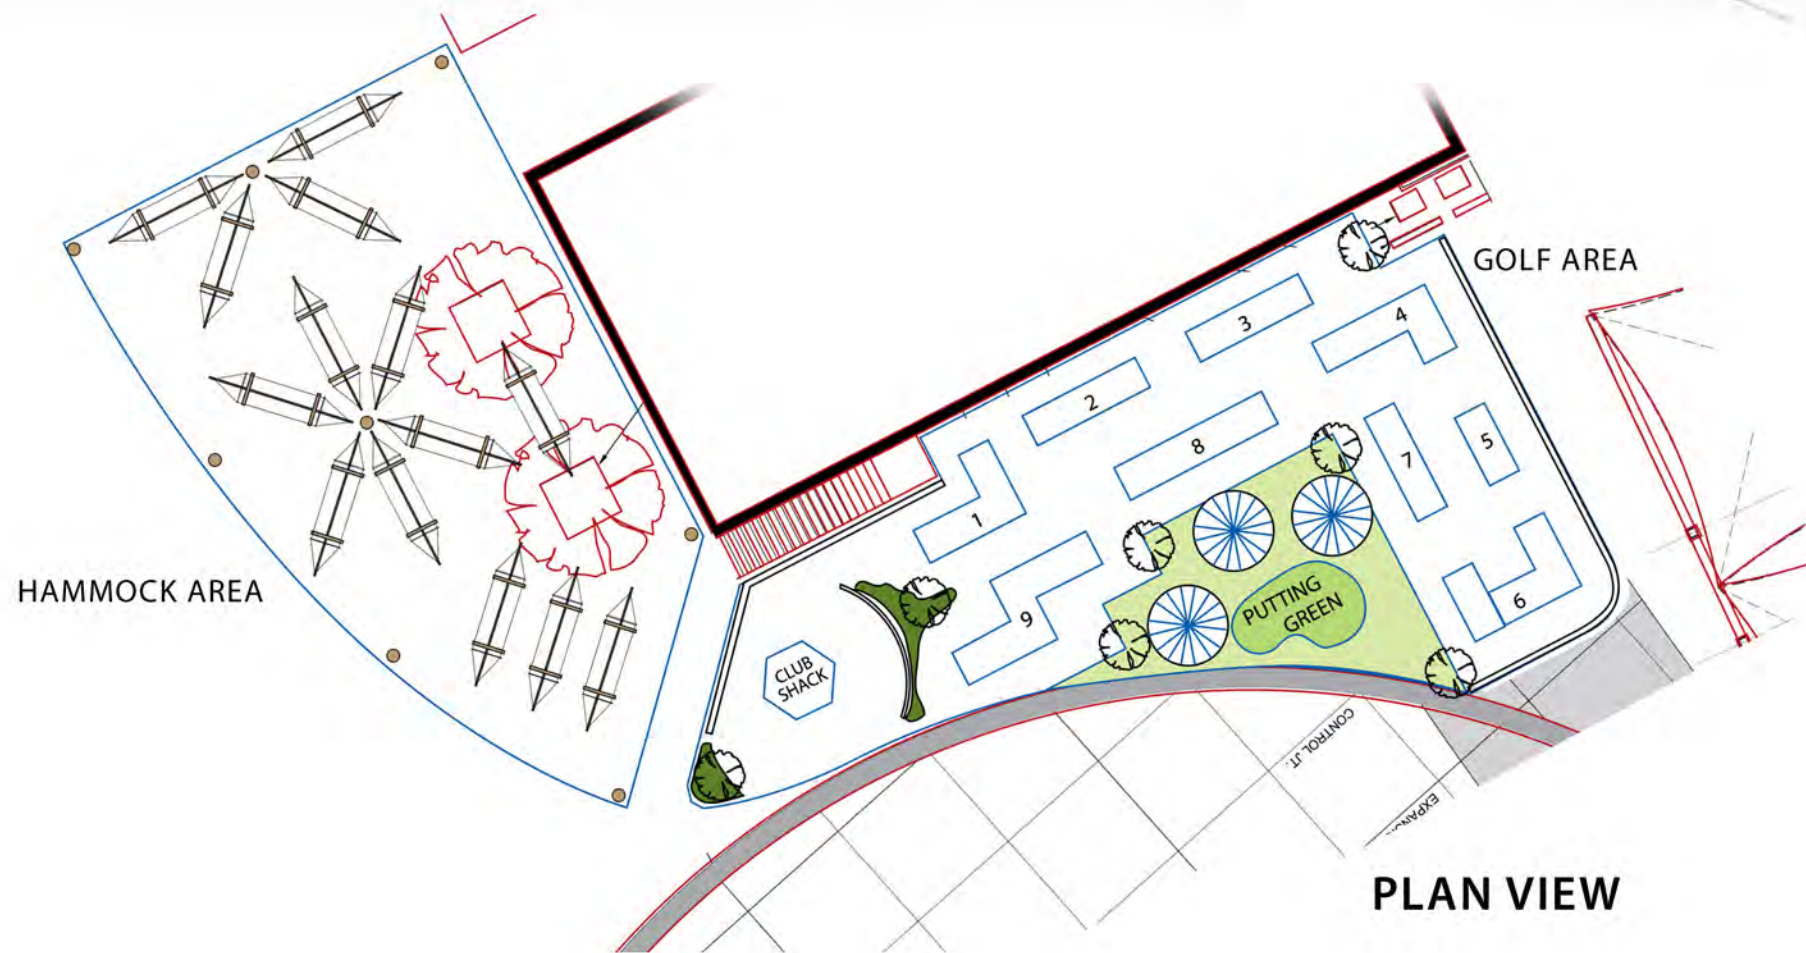 GOLF AREA
3
4
2
8
7
5
1
PUTTING
GREEN
6
9
HAMMOCK AREA
CLUB
SHACK
CONTROL JT.
PLAN VIEW